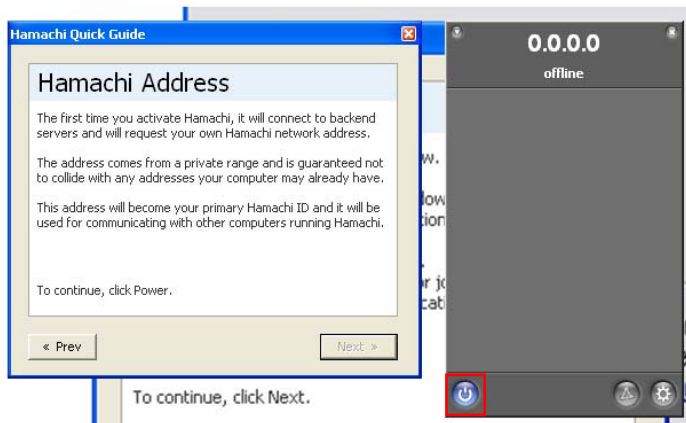 Hamachi Quick Guide
Hamachi Address
The first time you activate Hamachi, it will connect to backend
servers and will request your own Hamachi network address.
The address comes from a private range and is guaranteed not
to collide with any addresses your computer may already have.
This address will become your primary Hamachi ID and it will be
used for communicating with other computers running Hamachi.
To continue, click Power.
« Prev
Next »
To continue, click Next.
0.0.0.0
offline